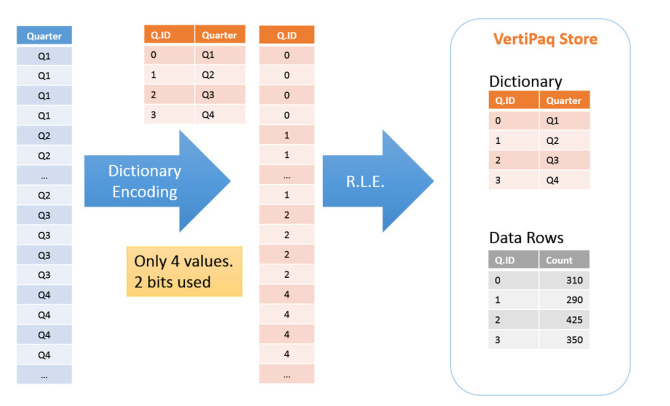 Quarter
Q1
Q1
Q1
Q1
Q2
Q2
...
Q2
Q3
Q3
Q3
Q3
Q4
Q4
Q4
Q4
...
Q.ID Quarter
0 Q1
1 Q2
2 Q3
3 Q4
Dictionary
Encoding
Only 4 values.
2 bits used
Q.ID
0
0
0
0
1
1
...
1
2
2
2
2
4
4
4
4
...
R.L.E.
VertiPaq Store
Dictionary
Q.ID Quarter
0 Q1
1 Q2
2 Q3
3 Q4
Data Rows
Q.ID Count
0 310
1 290
2 425
3 350